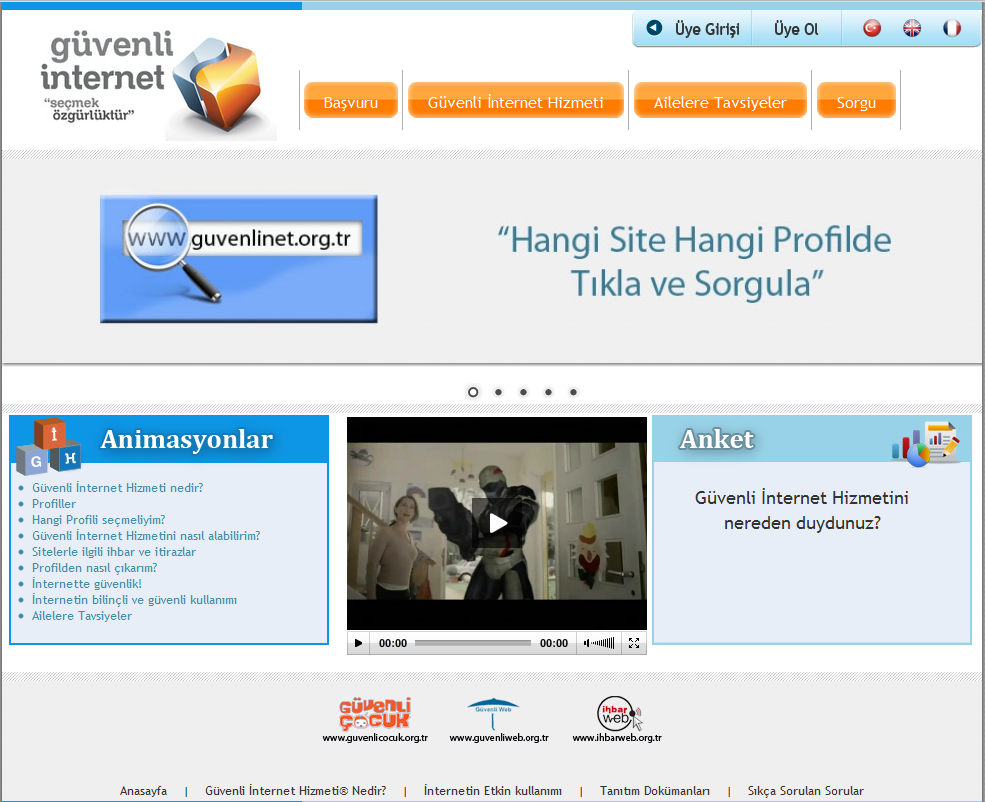 güvenli
internet
“seçmek
özgürlüktür”
Üye Girişi
Üye Ol
Başvuru
Güvenli İnternet Hizmeti
Ailelere Tavsiyeler
Sorgu
www.guvenlinet.org.tr
“Hangi Site Hangi Profilde
Tıkla ve Sorgula”
İ
G
H
Animasyonlar
Güvenli İnternet Hizmeti nedir?
Profiller
Hangi Profili seçmeliyim?
Güvenli İnternet Hizmetini nasıl alabilirim?
Sitelerle ilgili ihbar ve itirazlar
Profilden nasıl çıkarım?
İnternette güvenlik!
İnternetin bilinçli ve güvenli kullanımı
Ailelere Tavsiyeler
00:00
00:00
Anket
Güvenli İnternet Hizmetini
nereden duydunuz?
GÜVENLİ
ÇOCUK
www.guvenlicocuk.org.tr
Güvenli Web
www.guvenliweb.org.tr
ihbar
web
www.ihbarweb.org.tr
Anasayfa | Güvenli İnternet Hizmeti® Nedir? | İnternetin Etkin kullanımı | Tanıtım Dokümanları | Sıkça Sorulan Sorular